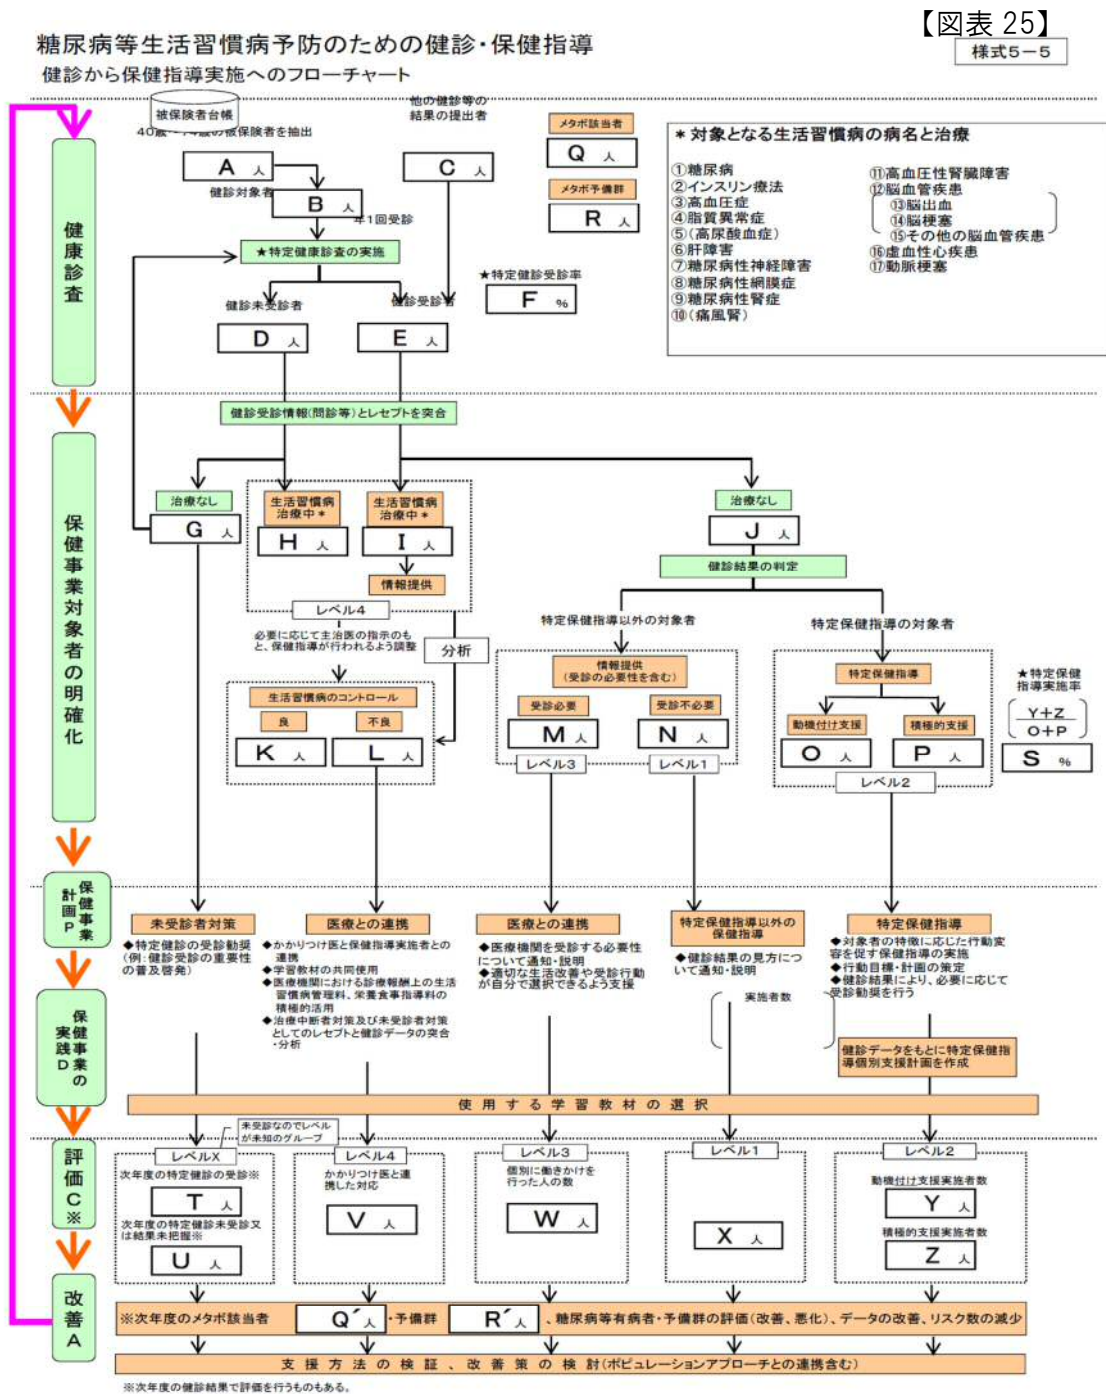 【図表 25】
糖尿病等生活習慣病予防のための健診・保健指導
様式5－5
健診から保健指導実施へのフローチャート
被保険者台帳
40歳～74歳の被保険者を抽出
他の健診等の
結果の提出者
A 人
C 人
健診対象者
B 人
年1回受診
★特定健康診査の実施
メタボ該当者
Q 人
メタボ予備群
R 人
★特定健診受診率
F %
健診未受診者
D 人
健診受診者
E 人
＊対象となる生活習慣病の病名と治療
①糖尿病
②インスリン療法
③高血圧症
④脂質異常症
⑤(高尿酸血症)
⑥肝障害
⑦糖尿病性神経障害
⑧糖尿病性網膜症
⑨糖尿病性腎症
⑩(痛風腎)
⑪高血圧性腎臓障害
⑫脳血管疾患
⑬脳出血
⑭脳梗塞
⑮その他の脳血管疾患
⑯虚血性心疾患
⑰動脈梗塞
健康診査
健診受診情報(問診等)とレセプトを突合
保健事業対象者の明確化
治療なし
G 人
生活習慣病
治療中＊
H 人
生活習慣病
治療中＊
I 人
情報提供
レベル4
必要に応じて主治医の指示のも
と、保健指導が行われるよう調整
分析
生活習慣病のコントロール
良
不良
K 人
L 人
治療なし
J 人
健診結果の判定
特定保健指導以外の対象者
特定保健指導の対象者
情報提供
(受診の必要性を含む)
受診必要
受診不必要
M 人
N 人
レベル3
レベル1
特定保健指導
動機付け支援
積極的支援
O 人
P 人
レベル2
★特定保健
指導実施率
Y+Z
O+P
S %
保健事業
計画P
未受診者対策
◆特定健診の受診勧奨
(例：健診受診の重要性
の普及啓発)
医療との連携
◆かかりつけ医と保健指導実施者との
連携
◆学習教材の共同使用
◆医療機関における診療報酬上の生活
習慣病管理料、栄養食事指導料の
積極的活用
◆治療中断者対策及び未受診者対策
としてのレセプトと健診データの突合
・分析
医療との連携
◆医療機関を受診する必要性
について通知・説明
◆適切な生活改善や受診行動
が自分で選択できるよう支援
特定保健指導以外の
保健指導
◆健診結果の見方につ
いて通知・説明
実施者数
特定保健指導
◆対象者の特徴に応じた行動変
容を促す保健指導の実施
◆行動目標・計画の策定
◆健診結果により、必要に応じて
受診勧奨を行う
健診データをもとに特定保健指
導個別支援計画を作成
保健事業の
実践D
使用する学習教材の選択
評価C※
未受診なのでレベル
が未知のグループ
レベルX
次年度の特定健診の受診※
T 人
次年度の特定健診未受診又
は結果未把握※
U 人
レベル4
かかりつけ医と連
携した対応
V 人
レベル3
個別に働きかけを
行った人の数
W 人
レベル1
X 人
レベル2
動機付け支援実施者数
Y 人
積極的支援実施者数
Z 人
改善A
※次年度のメタボ該当者 Q´人 ・予備群 R´人 、糖尿病等有病者・予備群の評価(改善、悪化)、データの改善、リスク数の減少
支援方法の検証、改善策の検討(ポピュレーションアプローチとの連携含む)
※次年度の健診結果で評価を行うものもある。